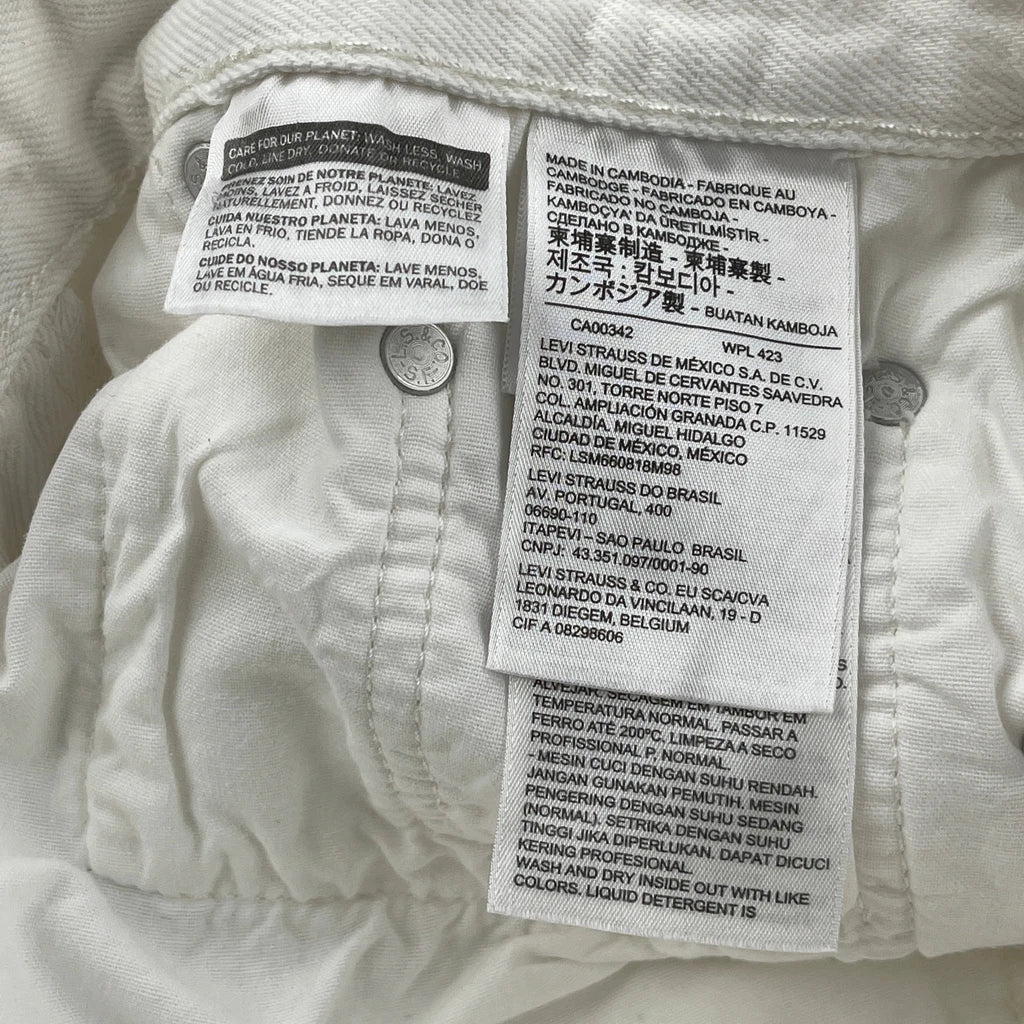 CARE FOR OUR PLANET: WASH LESS, WASH
COLD, LINE DRY, DONATE OR RECYCLE.
PRENEZ SOIN DE NOTRE PLANETE: LAVEZ
MOINS, LAVEZ A FROID, LAISSEZ SECHER
NATURELLEMENT, DONNEZ OU RECYCLEZ
CUIDA NUESTRO PLANETA: LAVA MENOS,
LAVA EN FRIO, TIENDE LA ROPA, DONA O
RECICLA.
CUIDE DO NOSSO PLANETA: LAVE MENOS,
LAVE EM ÁGUA FRIA, SEQUE EM VARAL, DOE
OU RECICLE.
L.S.&CO.
S.F.
MADE IN CAMBODIA - FABRIQUE AU
CAMBODGE - FABRICADO EN CAMBOYA -
FABRICADO NO CAMBOJA -
KAMBOÇYA' DA ÜRETİLMİŞTİR -
СДЕЛАНО В КАМБОДЖЕ -
柬埔寨制造 - 柬埔寨製 -
제조국 : 캄보디아 -
カンボジア製 - BUATAN KAMBOJA
CA00342 WPL 423
LEVI STRAUSS DE MÉXICO S.A. DE C.V.
BLVD. MIGUEL DE CERVANTES SAAVEDRA
NO. 301, TORRE NORTE PISO 7
COL. AMPLIACIÓN GRANADA C.P. 11529
ALCALDÍA. MIGUEL HIDALGO
CIUDAD DE MÉXICO, MÉXICO
RFC: LSM660818M98
LEVI STRAUSS DO BRASIL
AV. PORTUGAL, 400
06690-110
ITAPEVI – SAO PAULO BRASIL
CNPJ: 43.351.097/0001-90
LEVI STRAUSS & CO. EU SCA/CVA
LEONARDO DA VINCILAAN, 19 - D
1831 DIEGEM, BELGIUM
CIF A 08298606
ALVEJAR. SECAGEM EM TAMBOR EM
TEMPERATURA NORMAL. PASSAR A
FERRO ATÉ 200ºC. LIMPEZA A SECO
PROFISSIONAL P. NORMAL
- MESIN CUCI DENGAN SUHU RENDAH.
JANGAN GUNAKAN PEMUTIH. MESIN
PENGERING DENGAN SUHU SEDANG
(NORMAL). SETRIKA DENGAN SUHU
TINGGI JIKA DIPERLUKAN. DAPAT DICUCI
KERING PROFESIONAL.
WASH AND DRY INSIDE OUT WITH LIKE
COLORS. LIQUID DETERGENT IS